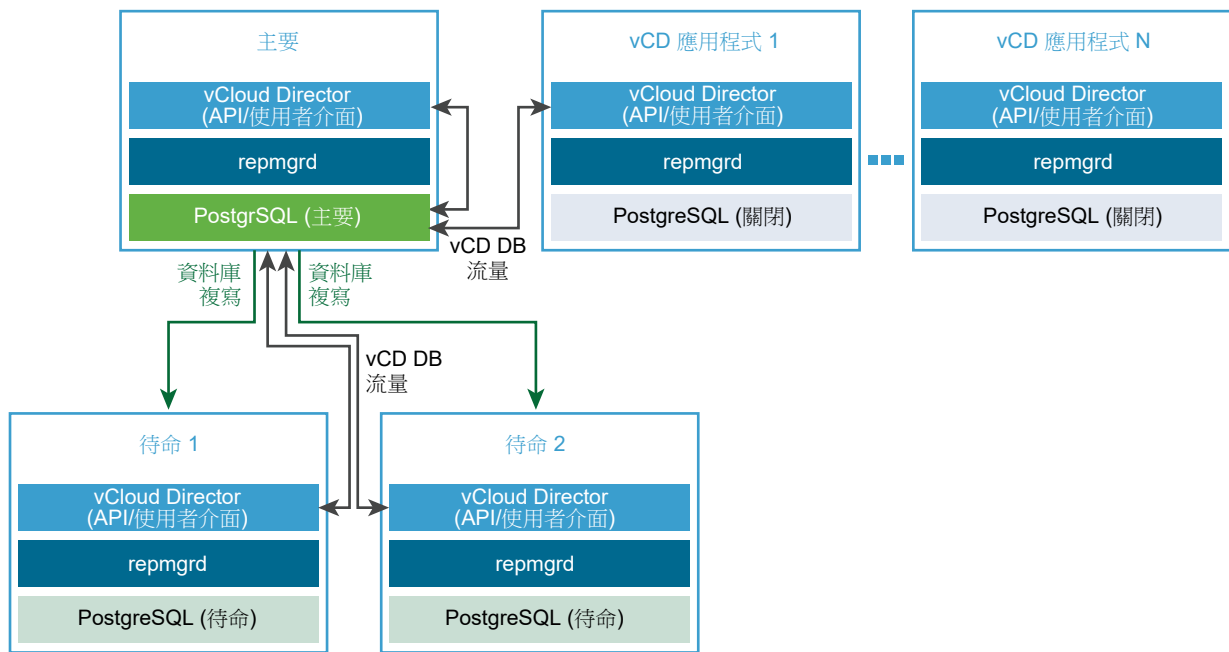 主要
vCloud Director
(API/使用者介面)
repmgrd
PostgrSQL (主要)
vCD 應用程式 1
vCloud Director
(API/使用者介面)
repmgrd
PostgreSQL (關閉)
vCD 應用程式 N
vCloud Director
(API/使用者介面)
repmgrd
PostgreSQL (關閉)
vCD DB
流量
資料庫
複寫
資料庫
複寫
vCD DB
流量
待命 1
vCloud Director
(API/使用者介面)
repmgrd
PostgreSQL (待命)
待命 2
vCloud Director
(API/使用者介面)
repmgrd
PostgreSQL (待命)